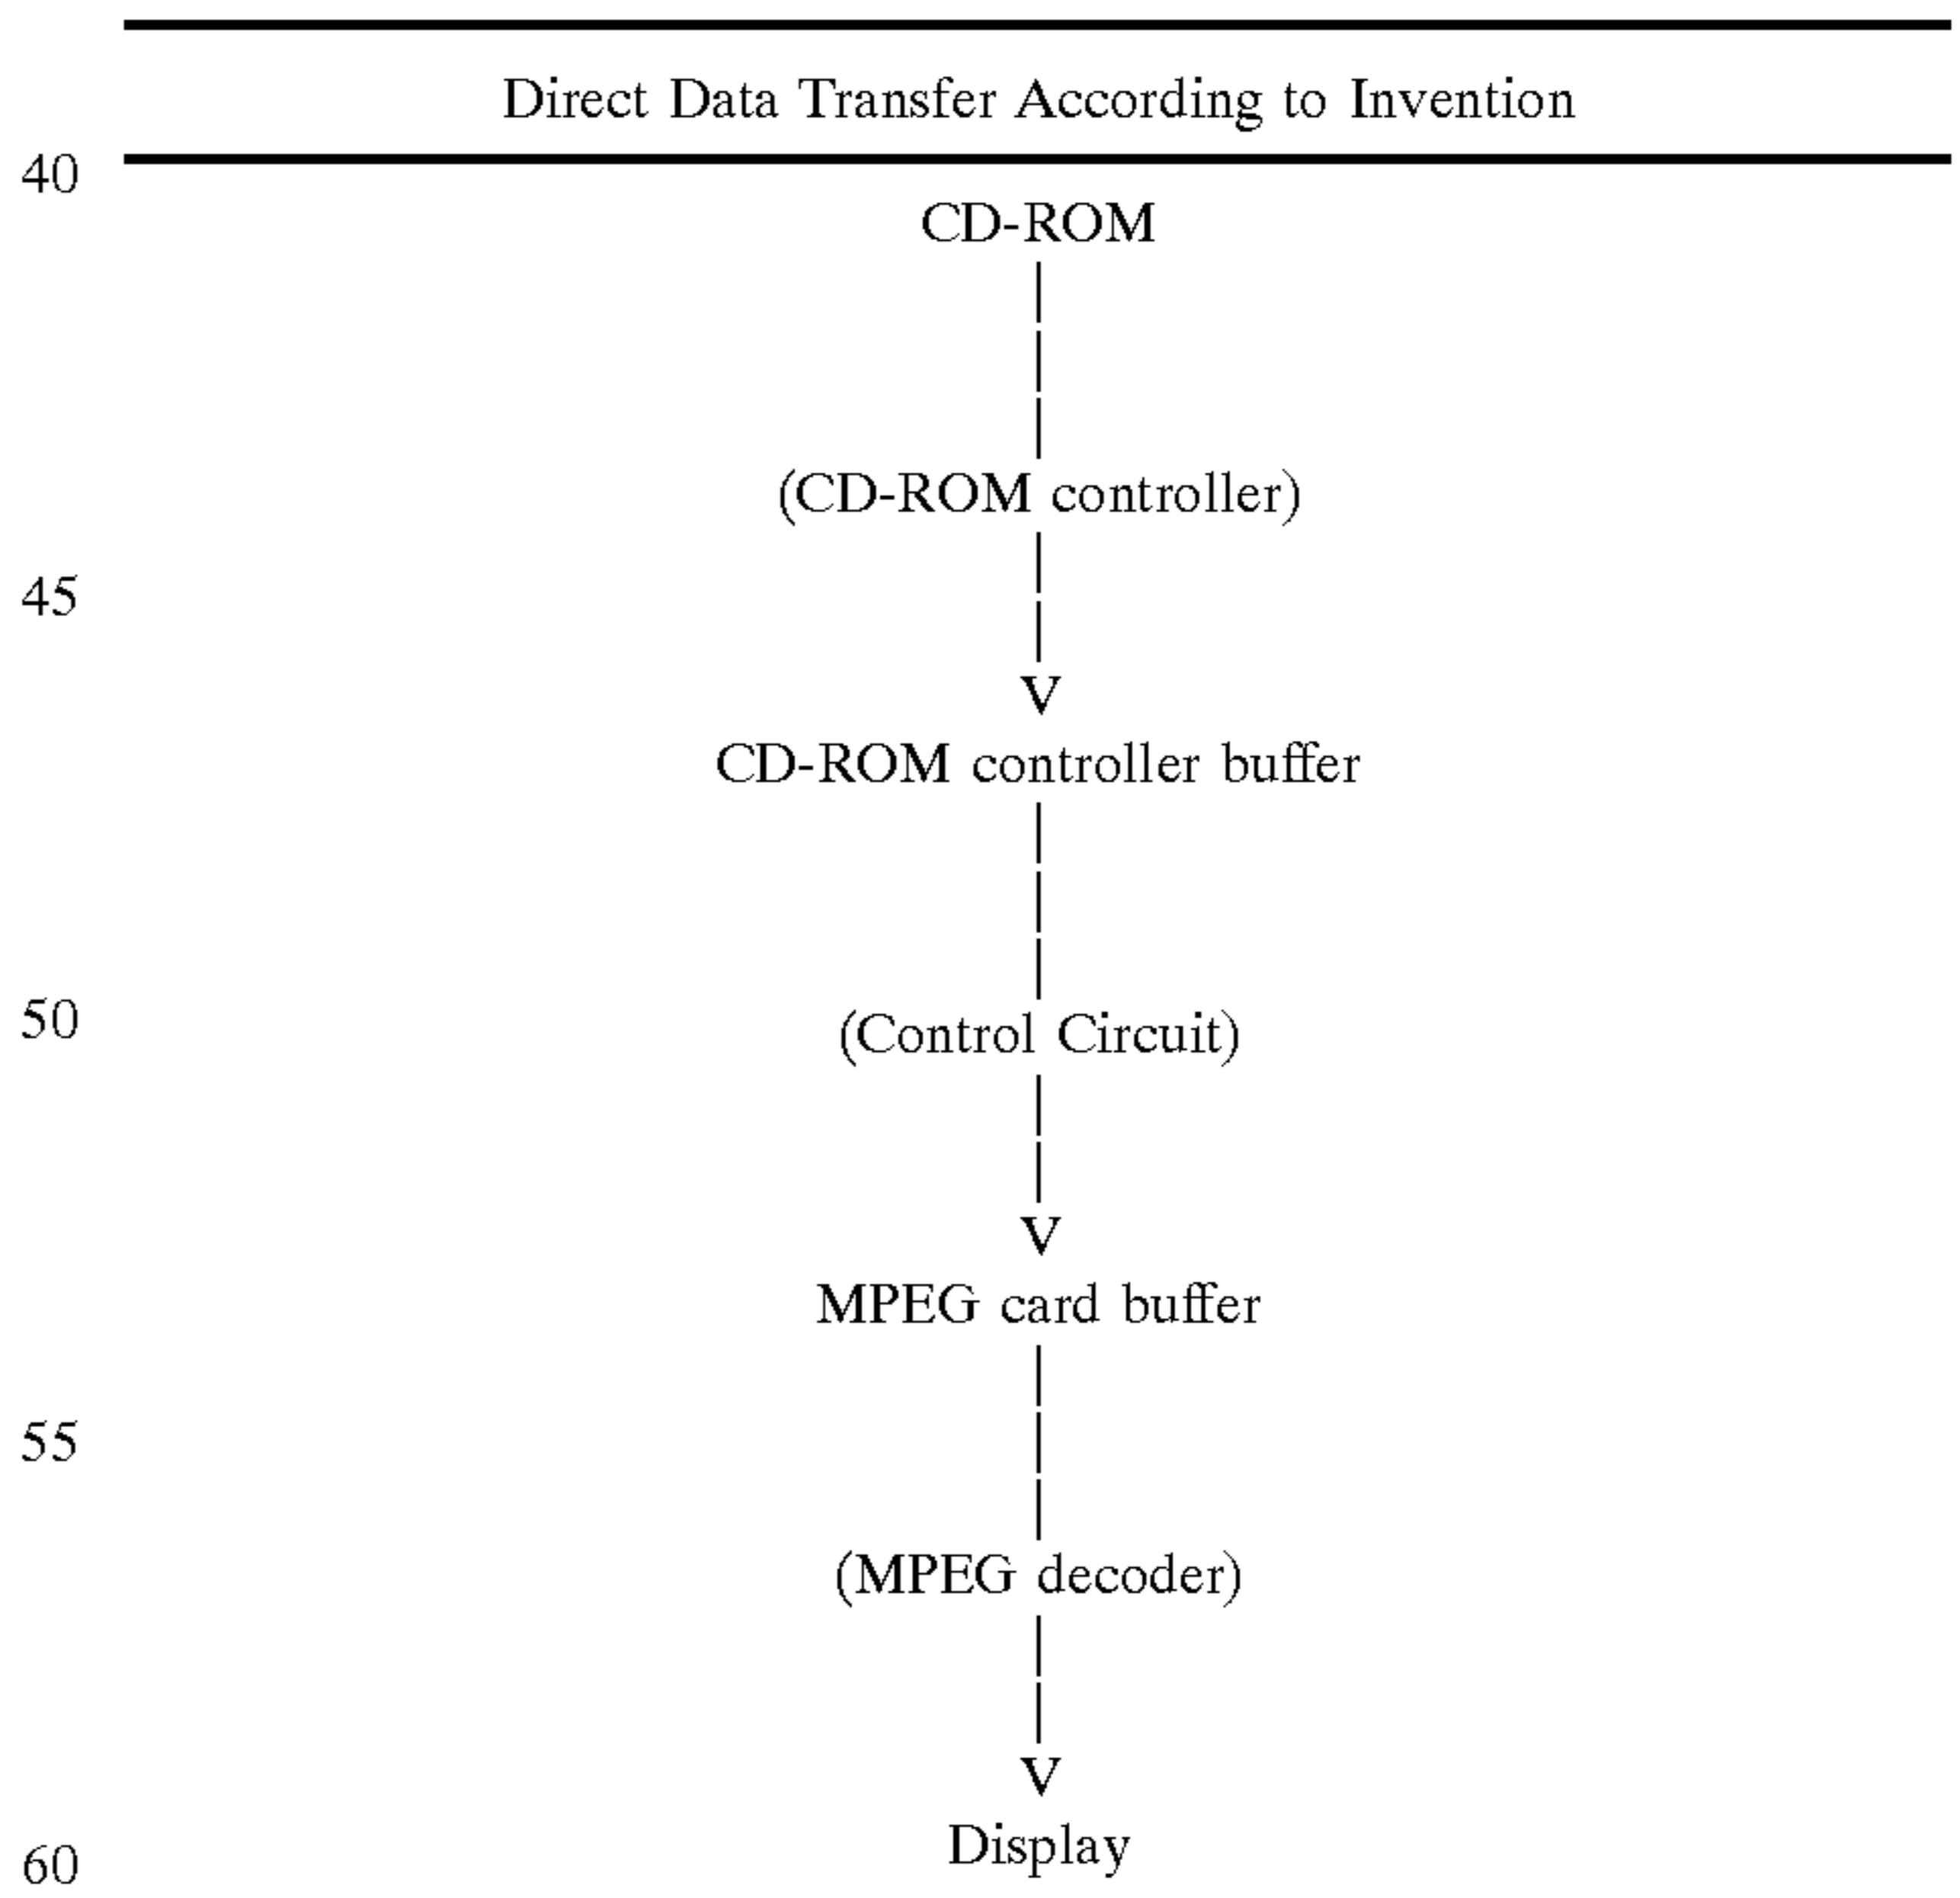 Direct Data Transfer According to Invention
40
CD-ROM
(CD-ROM controller)
45
V
CD-ROM controller buffer
50
(Control Circuit)
V
MPEG card buffer
55
(MPEG decoder)
V
Display
60